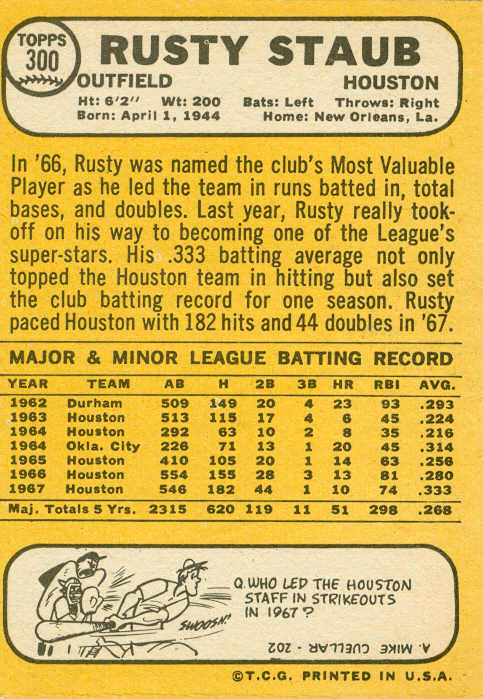 TOPPS
300
RUSTY STAUB
OUTFIELD HOUSTON
Ht: 6'2" Wt: 200 Bats: Left Throws: Right
Born: April 1, 1944 Home: New Orleans, La.
In '66, Rusty was named the club's Most Valuable
Player as he led the team in runs batted in, total
bases, and doubles. Last year, Rusty really took-
off on his way to becoming one of the League's
super-stars. His .333 batting average not only
topped the Houston team in hitting but also set
the club batting record for one season. Rusty
paced Houston with 182 hits and 44 doubles in '67.
MAJOR & MINOR LEAGUE BATTING RECORD
YEAR TEAM AB H 2B 3B HR RBI AVG.
1962 Durham 509 149 20 4 23 93 .293
1963 Houston 513 115 17 4 6 45 .224
1964 Houston 292 63 10 2 8 35 .216
1964 Okla. City 226 71 13 1 20 45 .314
1965 Houston 410 105 20 1 14 63 .256
1966 Houston 554 155 28 3 13 81 .280
1967 Houston 546 182 44 1 10 74 .333
Maj. Totals 5 Yrs. 2315 620 119 11 51 298 .268
Q. WHO LED THE HOUSTON
STAFF IN STRIKEOUTS
IN 1967?
SWOOSH!
A. MIKE CUELLAR - 202
©T.C.G. PRINTED IN U.S.A.